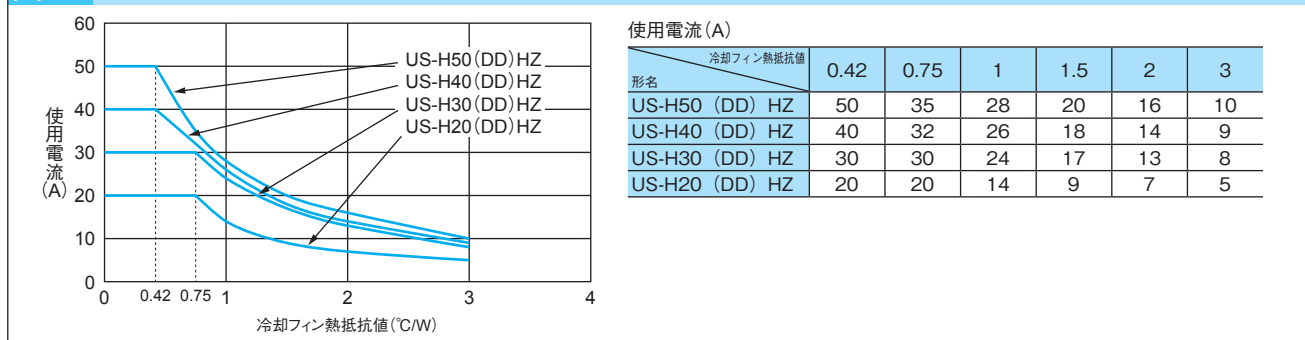 60
50
40
30
20
10
0
使用電流(A)
US-H50(DD)HZ
US-H40(DD)HZ
US-H30(DD)HZ
US-H20(DD)HZ
0 0.42 0.75 1 2 3 4
冷却フィン熱抵抗値(℃/W)
使用電流(A)
冷却フィン熱抵抗値
形名 0.42 0.75 1 1.5 2 3
US-H50 (DD) HZ 50 35 28 20 16 10
US-H40 (DD) HZ 40 32 26 18 14 9
US-H30 (DD) HZ 30 30 24 17 13 8
US-H20 (DD) HZ 20 20 14 9 7 5